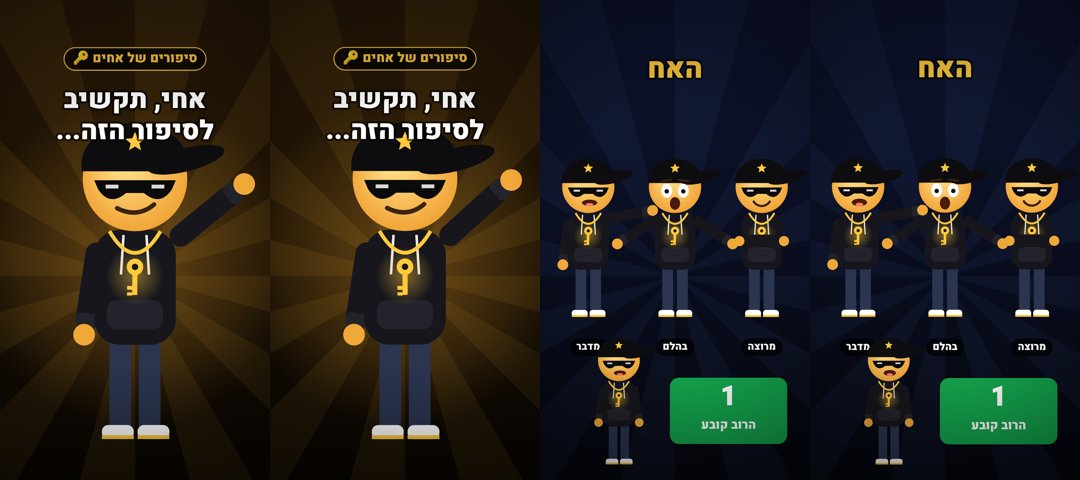 סיפורים של אחים
אחי, תקשיב
לסיפור הזה...
סיפורים של אחים
אחי, תקשיב
לסיפור הזה...
האח
מדבר
בהלם
מרוצה
1
הרוב קובע
האח
מדבר
בהלם
מרוצה
1
הרוב קובע